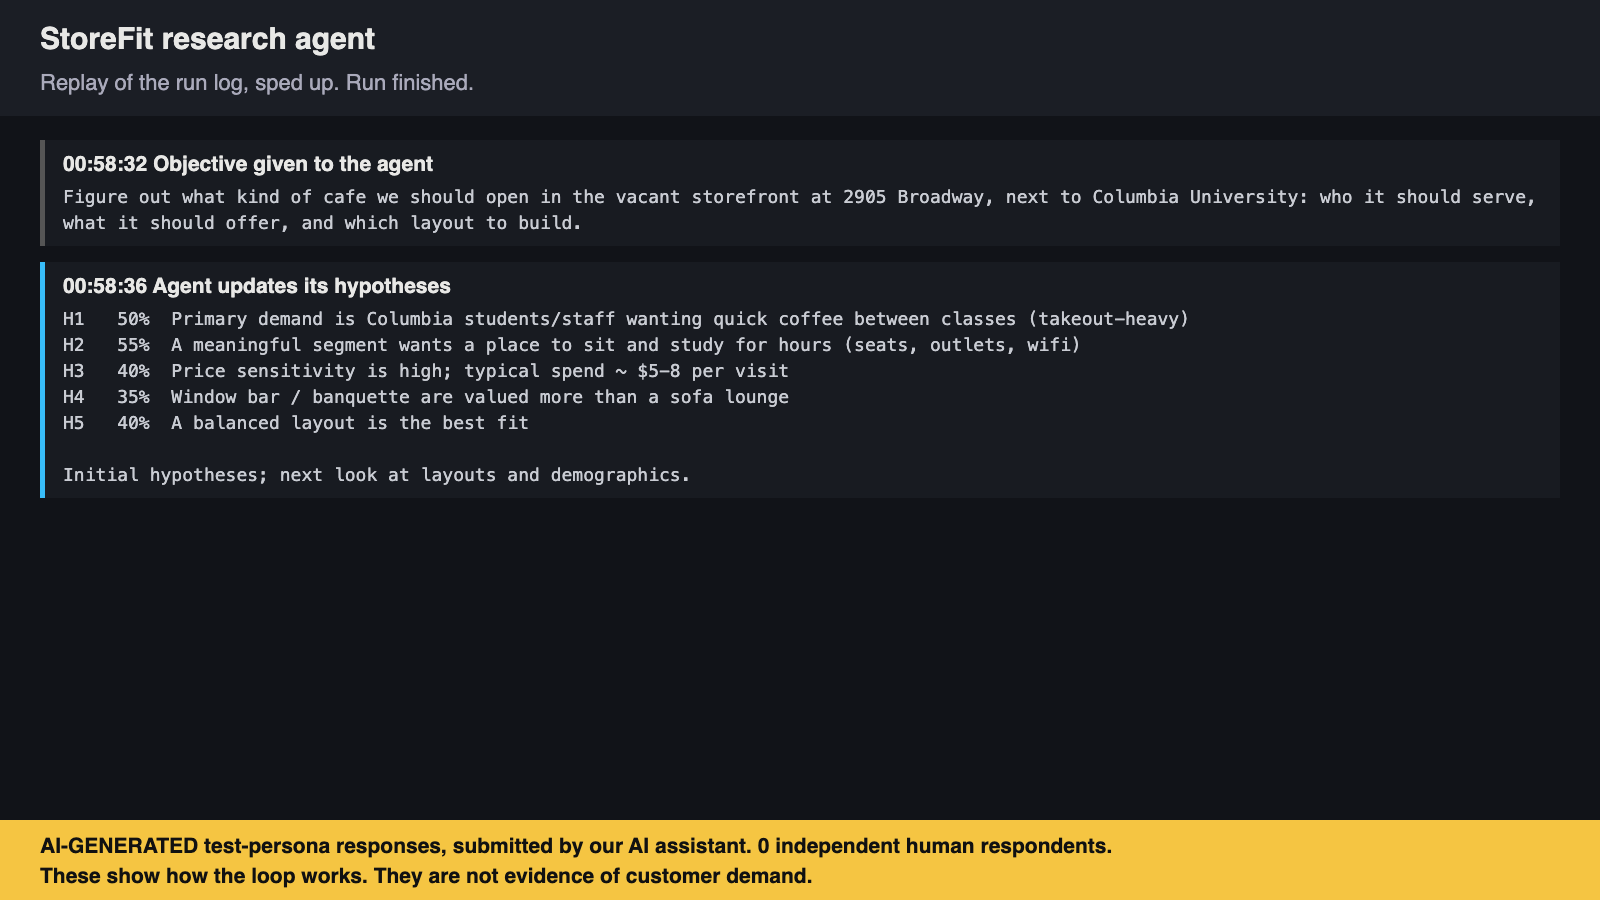 StoreFit research agent
Replay of the run log, sped up. Run finished.
00:58:32 Objective given to the agent
Figure out what kind of cafe we should open in the vacant storefront at 2905 Broadway, next to Columbia University: who it should serve,
what it should offer, and which layout to build.
00:58:36 Agent updates its hypotheses
H1 50% Primary demand is Columbia students/staff wanting quick coffee between classes (takeout-heavy)
H2 55% A meaningful segment wants a place to sit and study for hours (seats, outlets, wifi)
H3 40% Price sensitivity is high; typical spend ~ $5–8 per visit
H4 35% Window bar / banquette are valued more than a sofa lounge
H5 40% A balanced layout is the best fit
Initial hypotheses; next look at layouts and demographics.
AI-GENERATED test-persona responses, submitted by our AI assistant. 0 independent human respondents.
These show how the loop works. They are not evidence of customer demand.